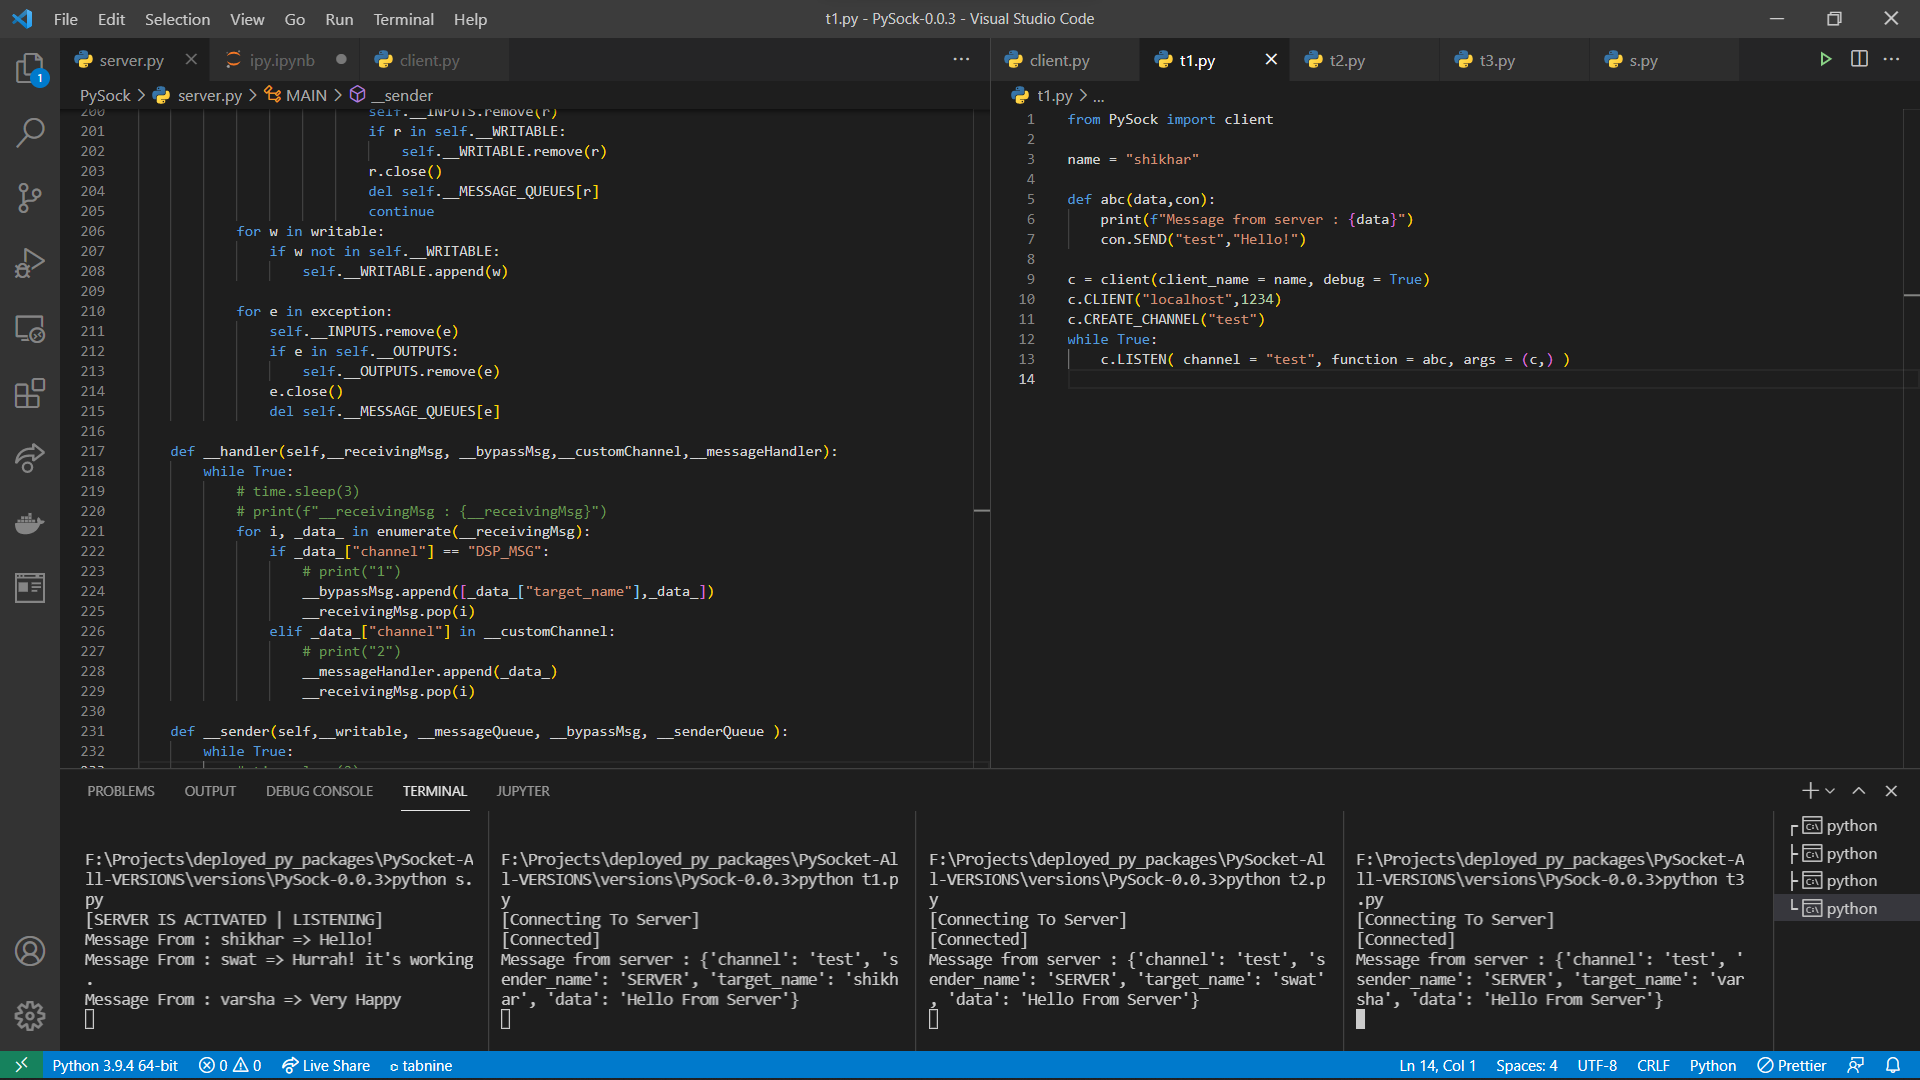 File Edit Selection View Go Run Terminal Help
t1.py - PySock-0.0.3 - Visual Studio Code
1
server.py
ipy.ipynb
client.py
PySock > server.py > MAIN > __sender
200 self.__INPUTS.remove(r)
201 if r in self.__WRITABLE:
202 self.__WRITABLE.remove(r)
203 r.close()
204 del self.__MESSAGE_QUEUES[r]
205 continue
206 for w in writable:
207 if w not in self.__WRITABLE:
208 self.__WRITABLE.append(w)
209
210 for e in exception:
211 self.__INPUTS.remove(e)
212 if e in self.__OUTPUTS:
213 self.__OUTPUTS.remove(e)
214 e.close()
215 del self.__MESSAGE_QUEUES[e]
216
217 def __handler(self,__receivingMsg, __bypassMsg,__customChannel,__messageHandler):
218 while True:
219 # time.sleep(3)
220 # print(f"__receivingMsg : {__receivingMsg}")
221 for i, _data_ in enumerate(__receivingMsg):
222 if _data_["channel"] == "DSP_MSG":
223 # print("1")
224 __bypassMsg.append([_data_["target_name"],_data_])
225 __receivingMsg.pop(i)
226 elif _data_["channel"] in __customChannel:
227 # print("2")
228 __messageHandler.append(_data_)
229 __receivingMsg.pop(i)
230
231 def __sender(self,__writable, __messageQueue, __bypassMsg, __senderQueue ):
232 while True:
client.py
t1.py
t2.py
t3.py
s.py
t1.py > ...
1 from PySock import client
2
3 name = "shikhar"
4
5 def abc(data,con):
6 print(f"Message from server : {data}")
7 con.SEND("test","Hello!")
8
9 c = client(client_name = name, debug = True)
10 c.CLIENT("localhost",1234)
11 c.CREATE_CHANNEL("test")
12 while True:
13 c.LISTEN( channel = "test", function = abc, args = (c,) )
14
PROBLEMS OUTPUT DEBUG CONSOLE TERMINAL JUPYTER
F:\Projects\deployed_py_packages\PySocket-A
ll-VERSIONS\versions\PySock-0.0.3>python s.
py
[SERVER IS ACTIVATED | LISTENING]
Message From : shikhar => Hello!
Message From : swat => Hurrah! it's working
.
Message From : varsha => Very Happy
F:\Projects\deployed_py_packages\PySocket-Al
l-VERSIONS\versions\PySock-0.0.3>python t1.p
y
[Connecting To Server]
[Connected]
Message from server : {'channel': 'test', 's
ender_name': 'SERVER', 'target_name': 'shikh
ar', 'data': 'Hello From Server'}
F:\Projects\deployed_py_packages\PySocket-Al
l-VERSIONS\versions\PySock-0.0.3>python t2.p
y
[Connecting To Server]
[Connected]
Message from server : {'channel': 'test', 's
ender_name': 'SERVER', 'target_name': 'swat'
, 'data': 'Hello From Server'}
F:\Projects\deployed_py_packages\PySocket-A
ll-VERSIONS\versions\PySock-0.0.3>python t3
.py
[Connecting To Server]
[Connected]
Message from server : {'channel': 'test', '
sender_name': 'SERVER', 'target_name': 'var
sha', 'data': 'Hello From Server'}
python
python
python
python
Python 3.9.4 64-bit 0 0 Live Share tabnine
Ln 14, Col 1 Spaces: 4 UTF-8 CRLF Python Prettier